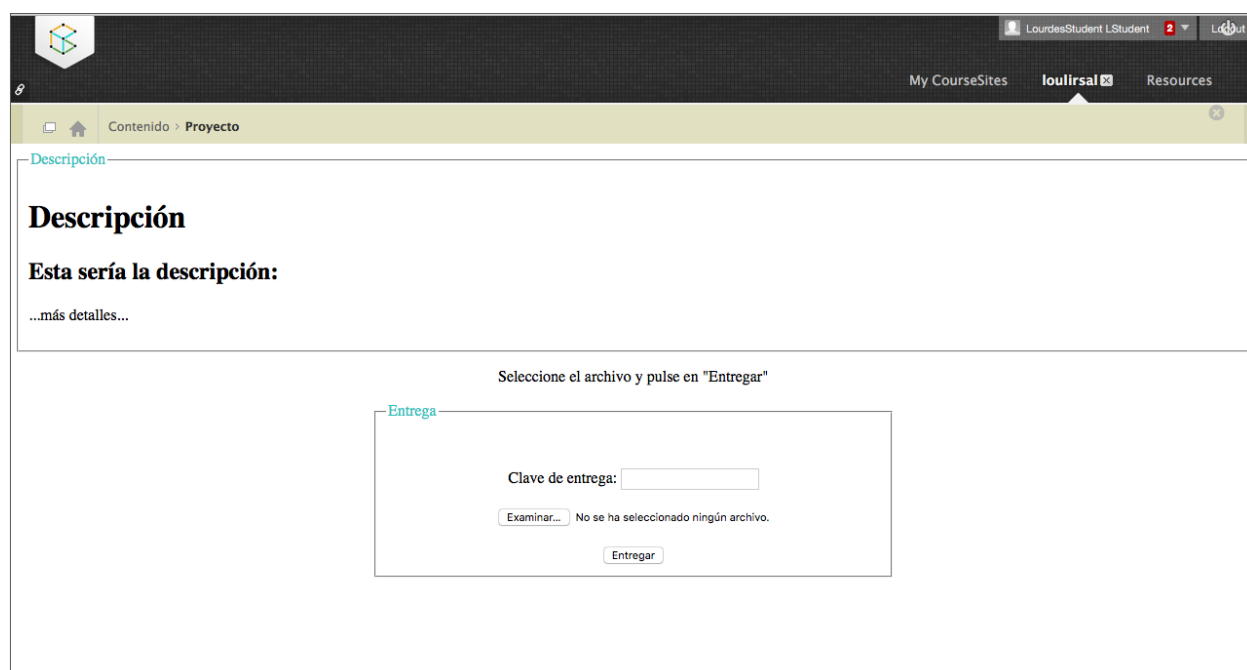 LourdesStudent LStudent 2 Logout
My CourseSites loulirsal Resources
Contenido > Proyecto
Descripción
Descripción
Esta sería la descripción:
...más detalles...
Seleccione el archivo y pulse en "Entregar"
Entrega
Clave de entrega:
Examinar... No se ha seleccionado ningún archivo.
Entregar